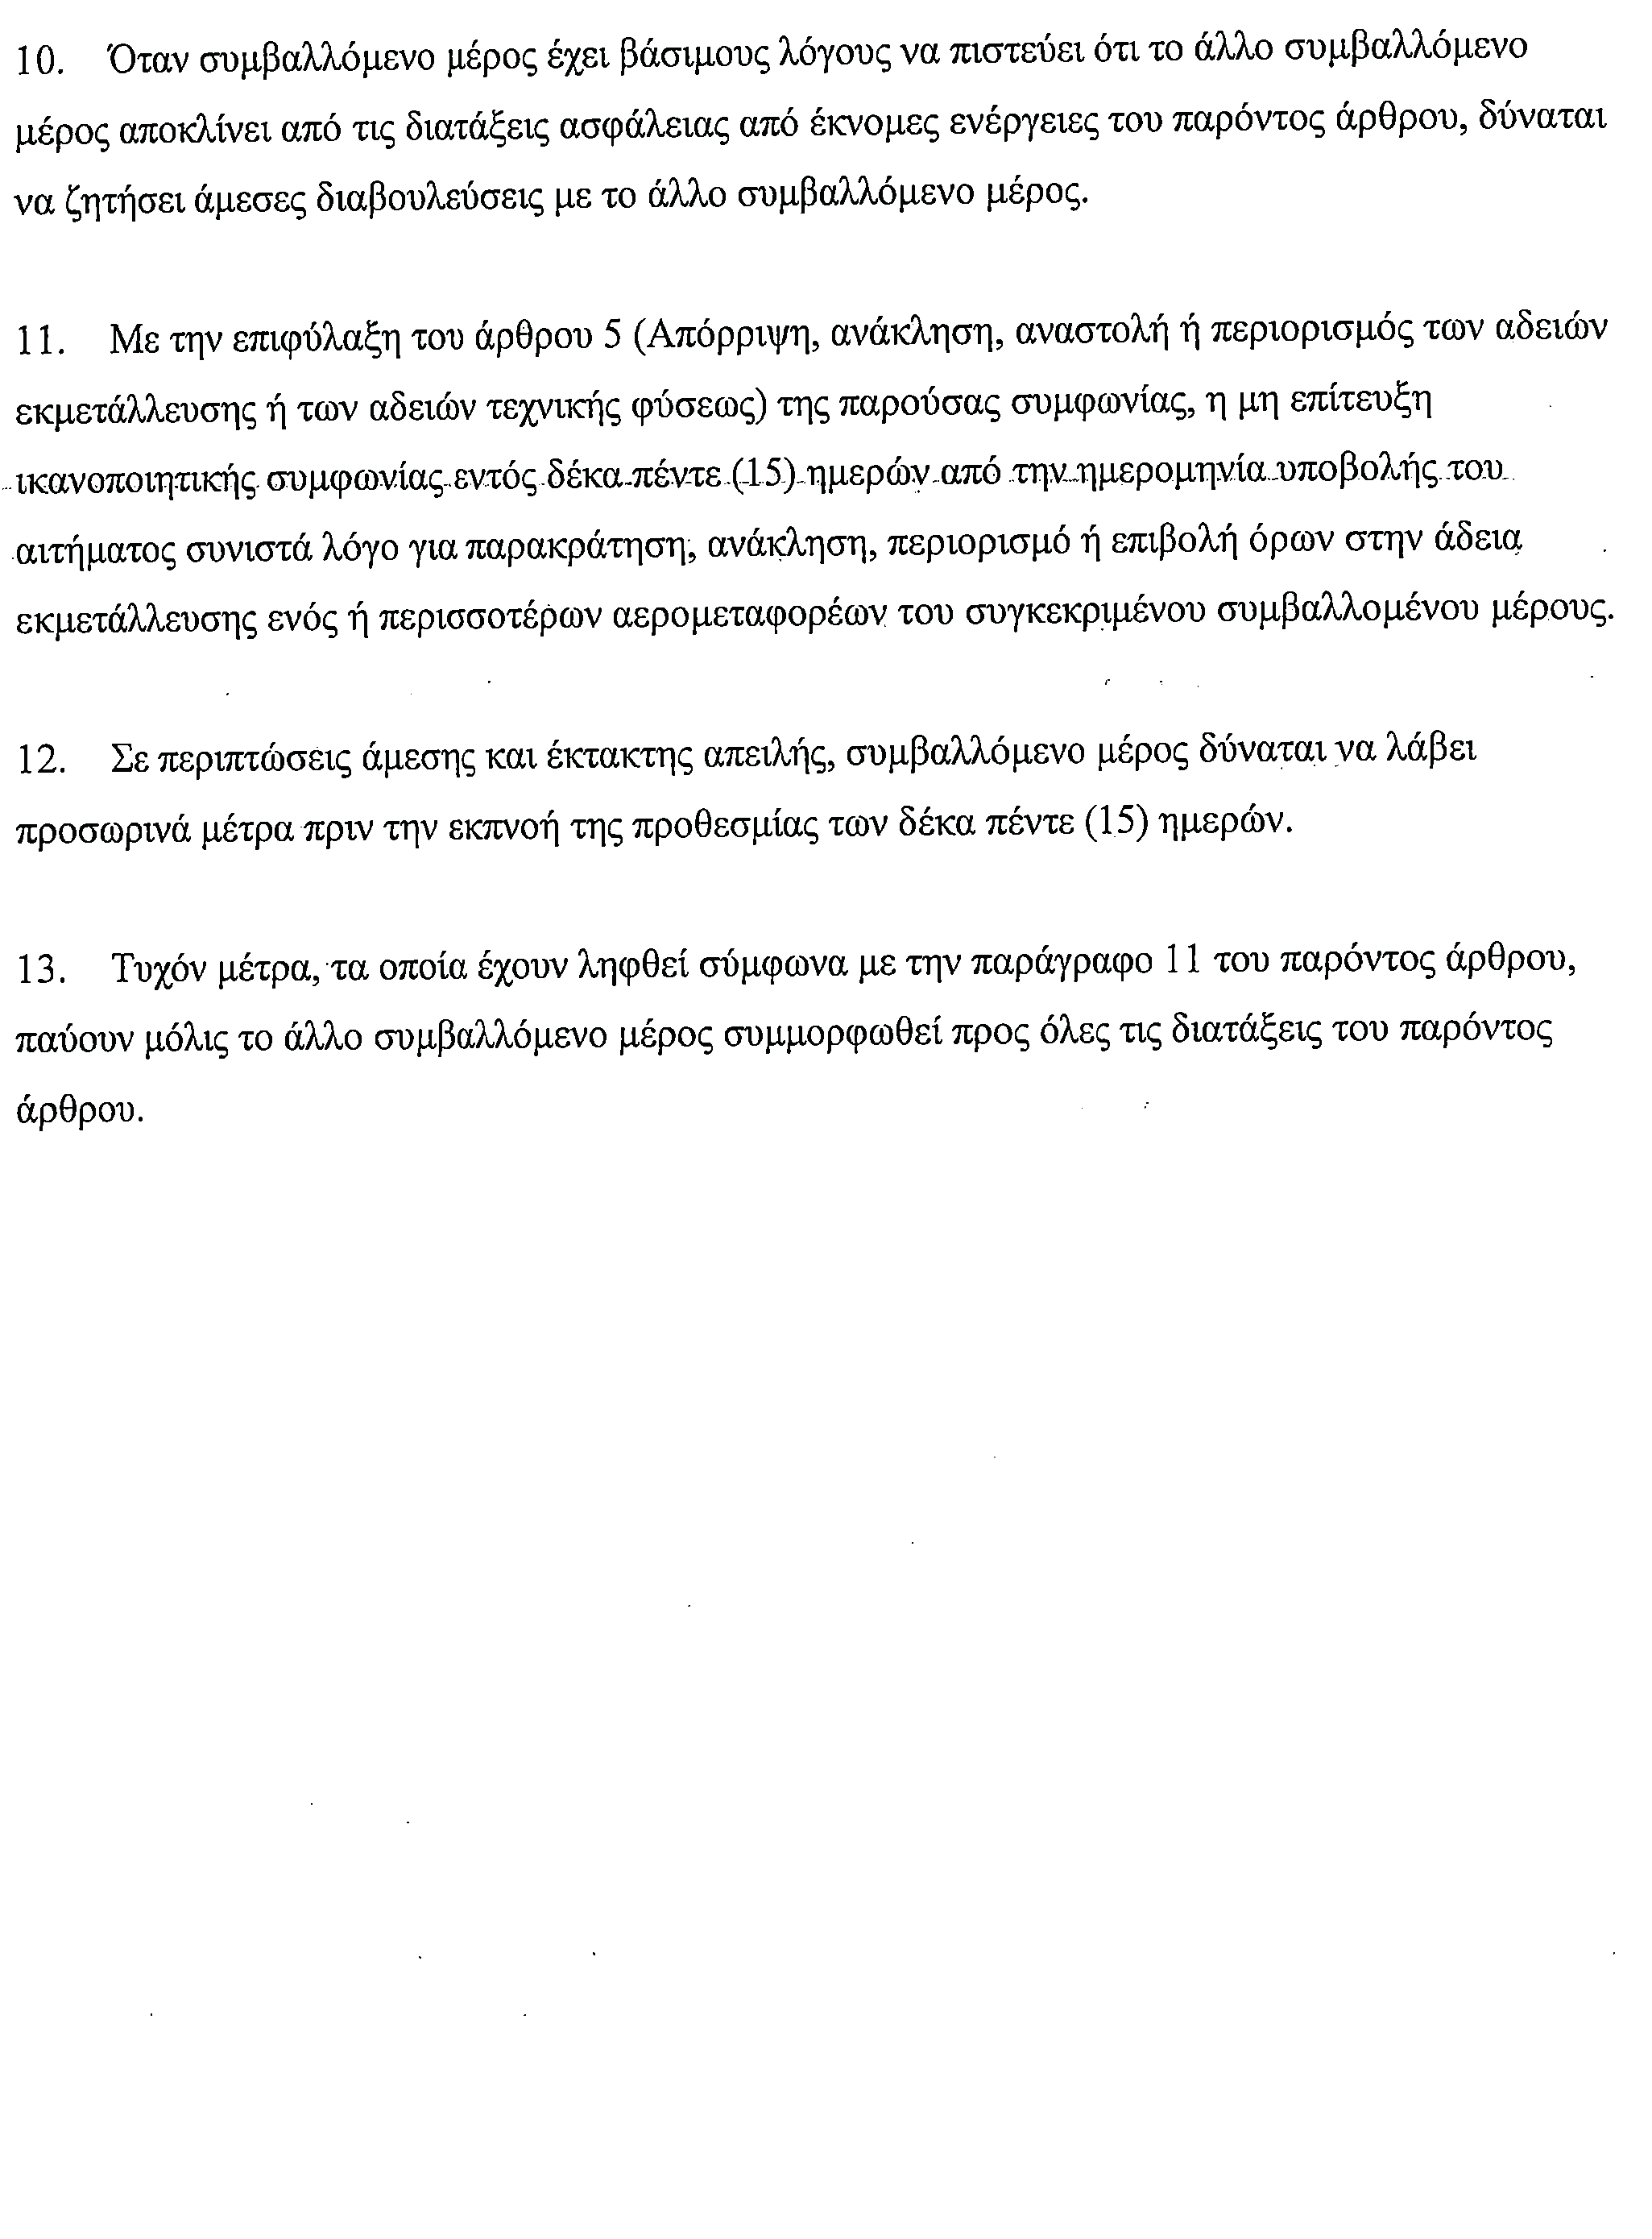 10. Όταν συμβαλλόμενο μέρος έχει βάσιμους λόγους να πιστεύει ότι το άλλο συμβαλλόμενο
μέρος αποκλίνει από τις διατάξεις ασφάλειας από έκνομες ενέργειες του παρόντος άρθρου, δύναται
να ζητήσει άμεσες διαβουλεύσεις με το άλλο συμβαλλόμενο μέρος.
11. Με την επιφύλαξη του άρθρου 5 (Απόρριψη, ανάκληση, αναστολή ή περιορισμός των αδειών
εκμετάλλευσης ή των αδειών τεχνικής φύσεως) της παρούσας συμφωνίας, η μη επίτευξη
ικανοποιητικής συμφωνίας εντός δέκα πέντε (15) ημερών από την ημερομηνία υποβολής του
αιτήματος συνιστά λόγο για παρακράτηση, ανάκληση, περιορισμό ή επιβολή όρων στην άδεια
εκμετάλλευσης ενός ή περισσοτέρων αερομεταφορέων του συγκεκριμένου συμβαλλομένου μέρους.
12. Σε περιπτώσεις άμεσης και έκτακτης απειλής, συμβαλλόμενο μέρος δύναται να λάβει
προσωρινά μέτρα πριν την εκπνοή της προθεσμίας των δέκα πέντε (15) ημερών.
13. Τυχόν μέτρα, τα οποία έχουν ληφθεί σύμφωνα με την παράγραφο 11 του παρόντος άρθρου,
παύουν μόλις το άλλο συμβαλλόμενο μέρος συμμορφωθεί προς όλες τις διατάξεις του παρόντος
άρθρου.